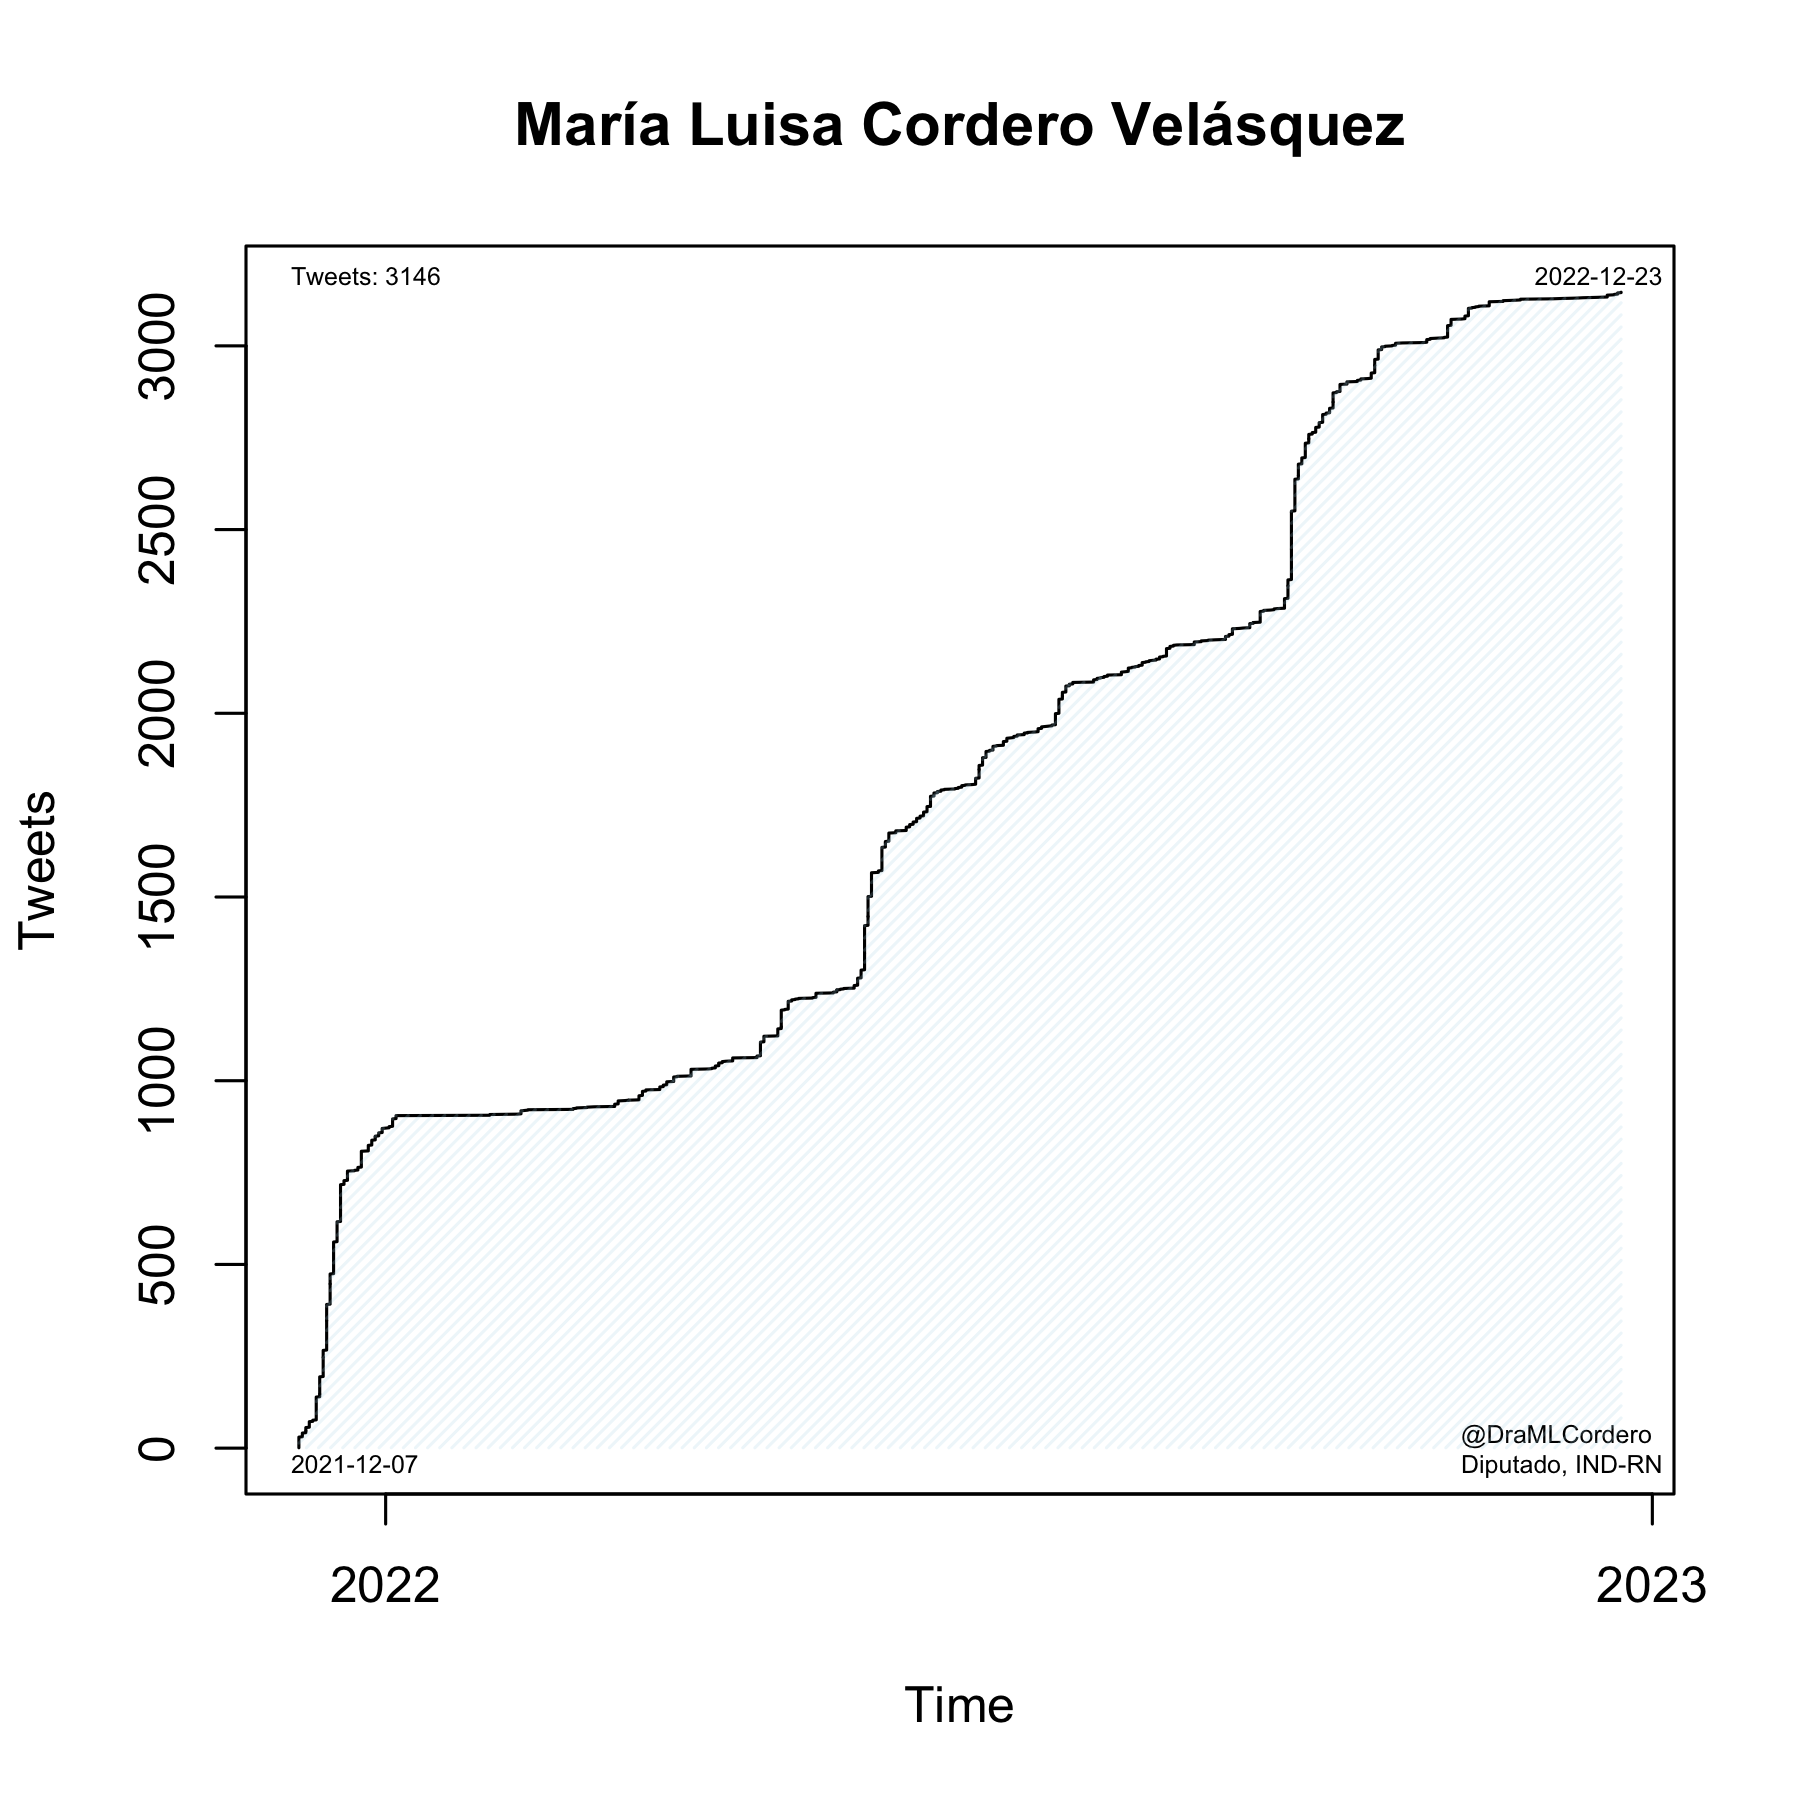 María Luisa Cordero Velásquez
Tweets: 3146
2022-12-23
3000
2500
2000
1500
1000
500
0
Tweets
@DraMLCordero
Diputado, IND-RN
2021-12-07
2022
2023
Time